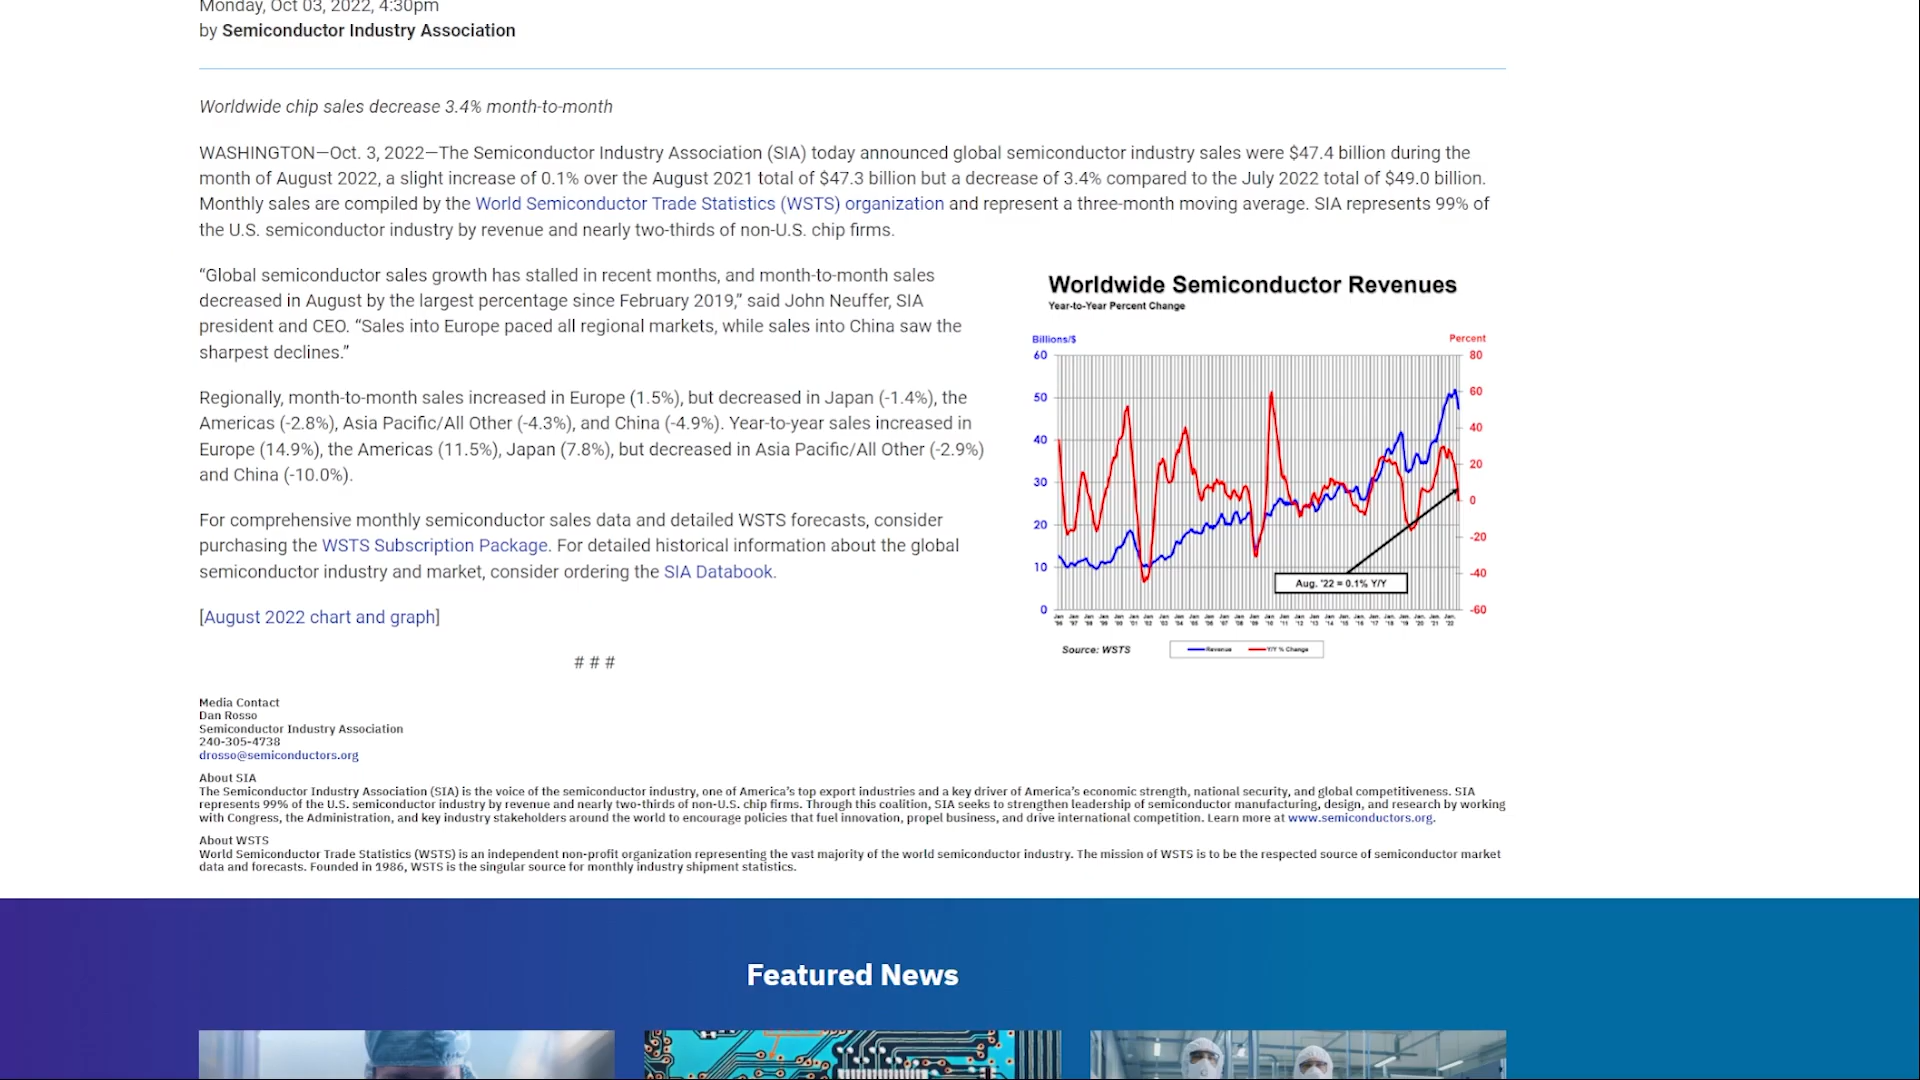 Monday, Oct 03, 2022, 4:30pm
by Semiconductor Industry Association
Worldwide chip sales decrease 3.4% month-to-month
WASHINGTON—Oct. 3, 2022—The Semiconductor Industry Association (SIA) today announced global semiconductor industry sales were $47.4 billion during the
month of August 2022, a slight increase of 0.1% over the August 2021 total of $47.3 billion but a decrease of 3.4% compared to the July 2022 total of $49.0 billion.
Monthly sales are compiled by the World Semiconductor Trade Statistics (WSTS) organization and represent a three-month moving average. SIA represents 99% of
the U.S. semiconductor industry by revenue and nearly two-thirds of non-U.S. chip firms.
“Global semiconductor sales growth has stalled in recent months, and month-to-month sales
decreased in August by the largest percentage since February 2019,” said John Neuffer, SIA
president and CEO. “Sales into Europe paced all regional markets, while sales into China saw the
sharpest declines.”
Regionally, month-to-month sales increased in Europe (1.5%), but decreased in Japan (-1.4%), the
Americas (-2.8%), Asia Pacific/All Other (-4.3%), and China (-4.9%). Year-to-year sales increased in
Europe (14.9%), the Americas (11.5%), Japan (7.8%), but decreased in Asia Pacific/All Other (-2.9%)
and China (-10.0%).
For comprehensive monthly semiconductor sales data and detailed WSTS forecasts, consider
purchasing the WSTS Subscription Package. For detailed historical information about the global
semiconductor industry and market, consider ordering the SIA Databook.
[August 2022 chart and graph]
# # #
Worldwide Semiconductor Revenues
Year-to-Year Percent Change
Billions/$
Percent
60
50
40
30
20
10
0
80
60
40
20
0
-20
-40
-60
Aug. '22 = 0.1% Y/Y
Source: WSTS
Revenue
Y/Y % Change
Media Contact
Dan Rosso
Semiconductor Industry Association
240-305-4738
drosso@semiconductors.org
About SIA
The Semiconductor Industry Association (SIA) is the voice of the semiconductor industry, one of America’s top export industries and a key driver of America’s economic strength, national security, and global competitiveness. SIA
represents 99% of the U.S. semiconductor industry by revenue and nearly two-thirds of non-U.S. chip firms. Through this coalition, SIA seeks to strengthen leadership of semiconductor manufacturing, design, and research by working
with Congress, the Administration, and key industry stakeholders around the world to encourage policies that fuel innovation, propel business, and drive international competition. Learn more at www.semiconductors.org.
About WSTS
World Semiconductor Trade Statistics (WSTS) is an independent non-profit organization representing the vast majority of the world semiconductor industry. The mission of WSTS is to be the respected source of semiconductor market
data and forecasts. Founded in 1986, WSTS is the singular source for monthly industry shipment statistics.
Featured News